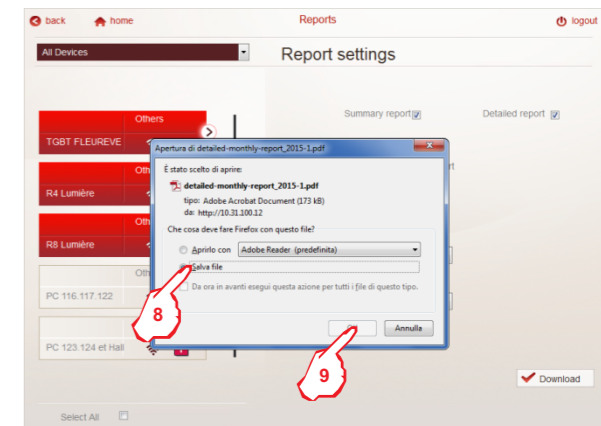 back
home
Reports
logout
All Devices
Report settings
Others
TGBT FLEUREVE
Summary report
Detailed report
Apertura di detailed-monthly-report_2015-1.pdf
È stato scelto di aprire:
detailed-monthly-report_2015-1.pdf
tipo: Adobe Acrobat Document (173 kB)
da: http://10.31.100.12
Che cosa deve fare Firefox con questo file?
Aprirlo con
Adobe Reader (predefinita)
Salva file
Da ora in avanti esegui questa azione per tutti i file di questo tipo.
Annulla
R4 Lumière
R8 Lumière
PC 116.117.122
PC 123.124 et Hall
8
9
Download
Select All